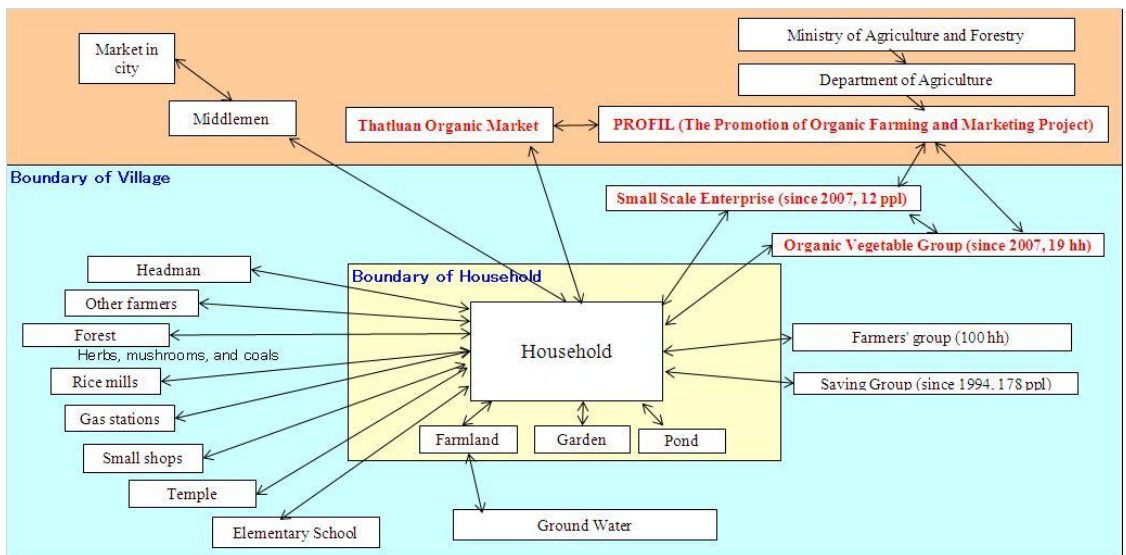 Ministry of Agriculture and Forestry
Market in
city
Department of Agriculture
Middlemen
Thatluan Organic Market
PROFIL (The Promotion of Organic Farming and Marketing Project)
Boundary of Village
Small Scale Enterprise (since 2007, 12 ppl)
Organic Vegetable Group (since 2007, 19 hh)
Headman
Boundary of Household
Other farmers
Forest
Herbs, mushrooms, and coals
Household
Farmers' group (100 hh)
Rice mills
Saving Group (since 1994, 178 ppl)
Gas stations
Farmland
Garden
Pond
Small shops
Temple
Elementary School
Ground Water